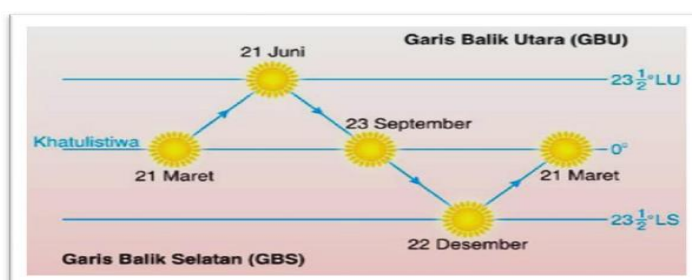 Garis Balik Utara (GBU)
21 Juni
23½°LU
23 September
Khatulistiwa
0°
21 Maret
21 Maret
23½°LS
22 Desember
Garis Balik Selatan (GBS)